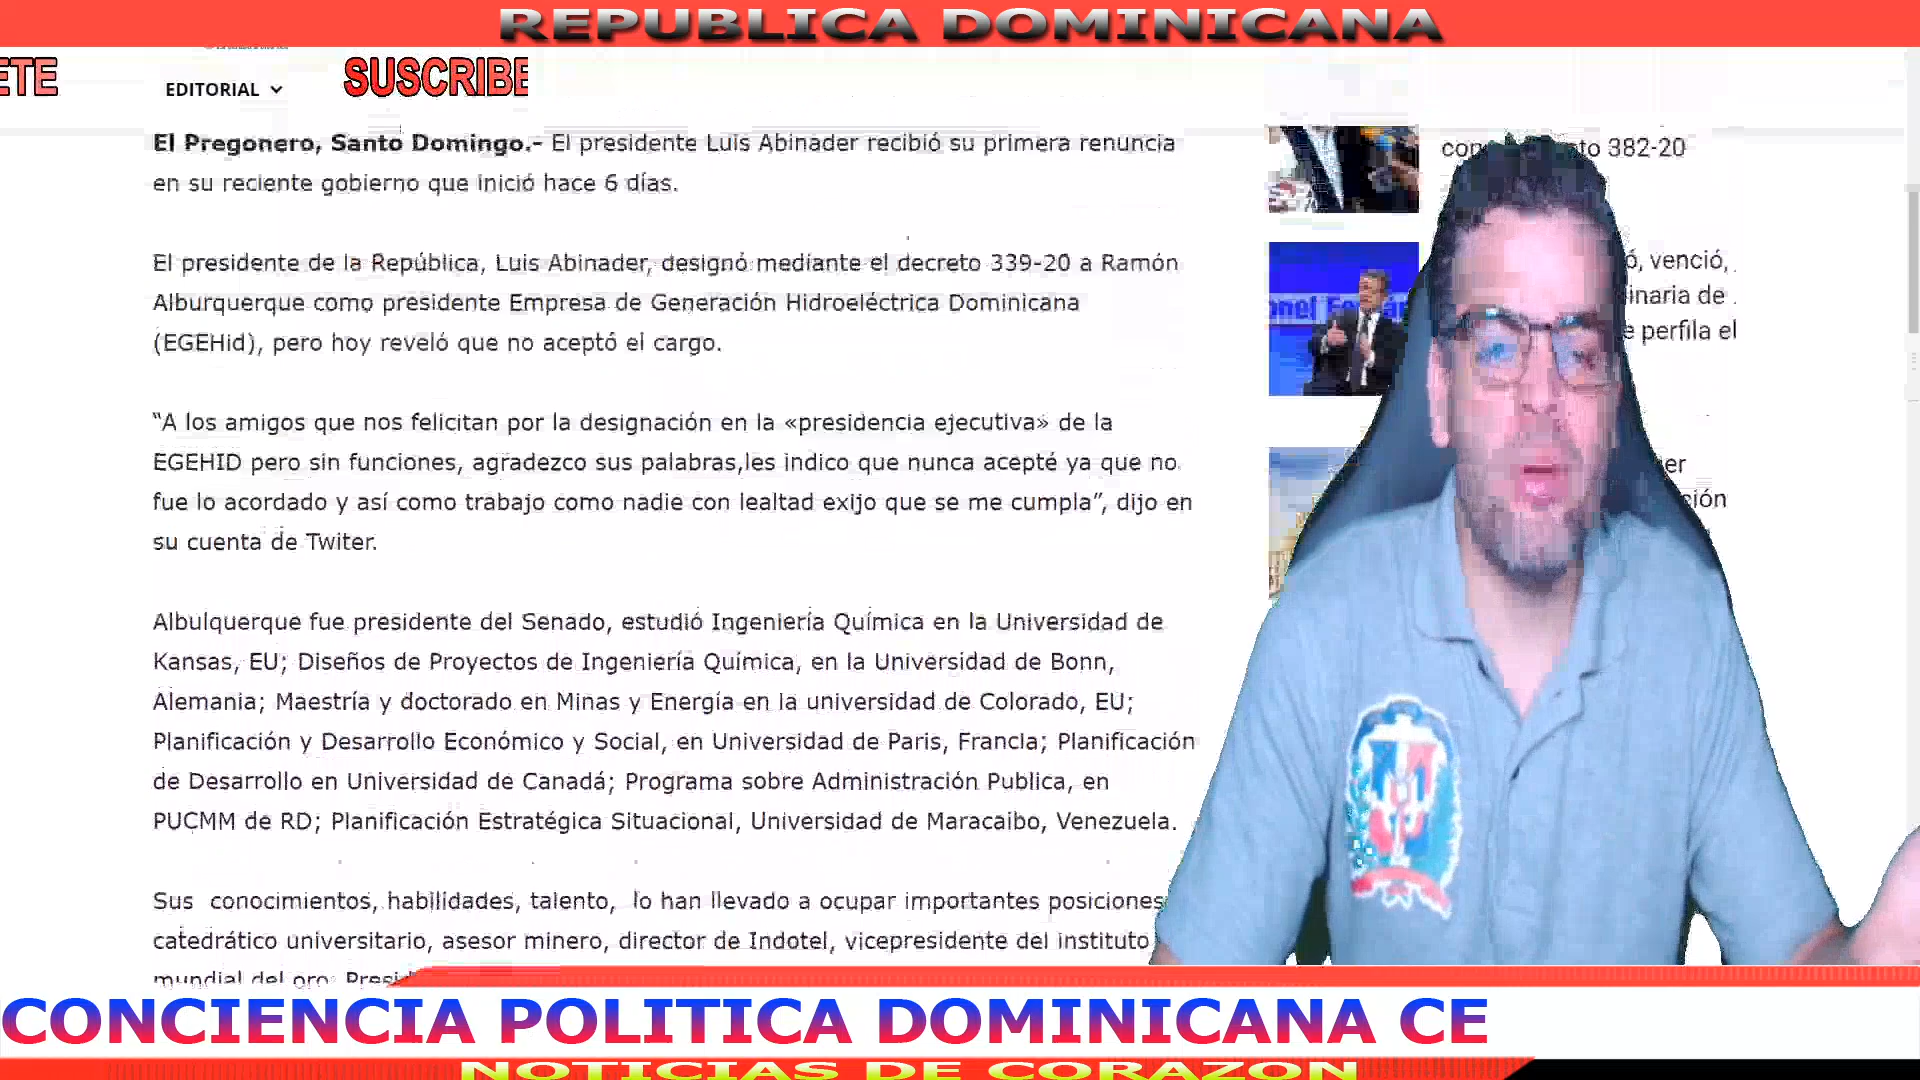 REPUBLICA DOMINICANA
ETE
EDITORIAL
SUSCRIBE
El Pregonero, Santo Domingo.- El presidente Luis Abinader recibió su primera renuncia
en su reciente gobierno que inició hace 6 días.
El presidente de la República, Luis Abinader, designó mediante el decreto 339-20 a Ramón
Alburquerque como presidente Empresa de Generación Hidroeléctrica Dominicana
(EGEHid), pero hoy reveló que no aceptó el cargo.
“A los amigos que nos felicitan por la designación en la «presidencia ejecutiva» de la
EGEHID pero sin funciones, agradezco sus palabras,les indico que nunca acepté ya que no
fue lo acordado y así como trabajo como nadie con lealtad exijo que se me cumpla”, dijo en
su cuenta de Twiter.
Albulquerque fue presidente del Senado, estudió Ingeniería Química en la Universidad de
Kansas, EU; Diseños de Proyectos de Ingeniería Química, en la Universidad de Bonn,
Alemania; Maestría y doctorado en Minas y Energía en la universidad de Colorado, EU;
Planificación y Desarrollo Económico y Social, en Universidad de Paris, Francia; Planificación
de Desarrollo en Universidad de Canadá; Programa sobre Administración Publica, en
PUCMM de RD; Planificación Estratégica Situacional, Universidad de Maracaibo, Venezuela.
Sus conocimientos, habilidades, talento, lo han llevado a ocupar importantes posiciones
catedrático universitario, asesor minero, director de Indotel, vicepresidente del instituto
mundial del oro, Presi
382-20
ó, venció,
inaria de
e perfila el
CONCIENCIA POLITICA DOMINICANA CE
NOTICIAS DE CORAZON